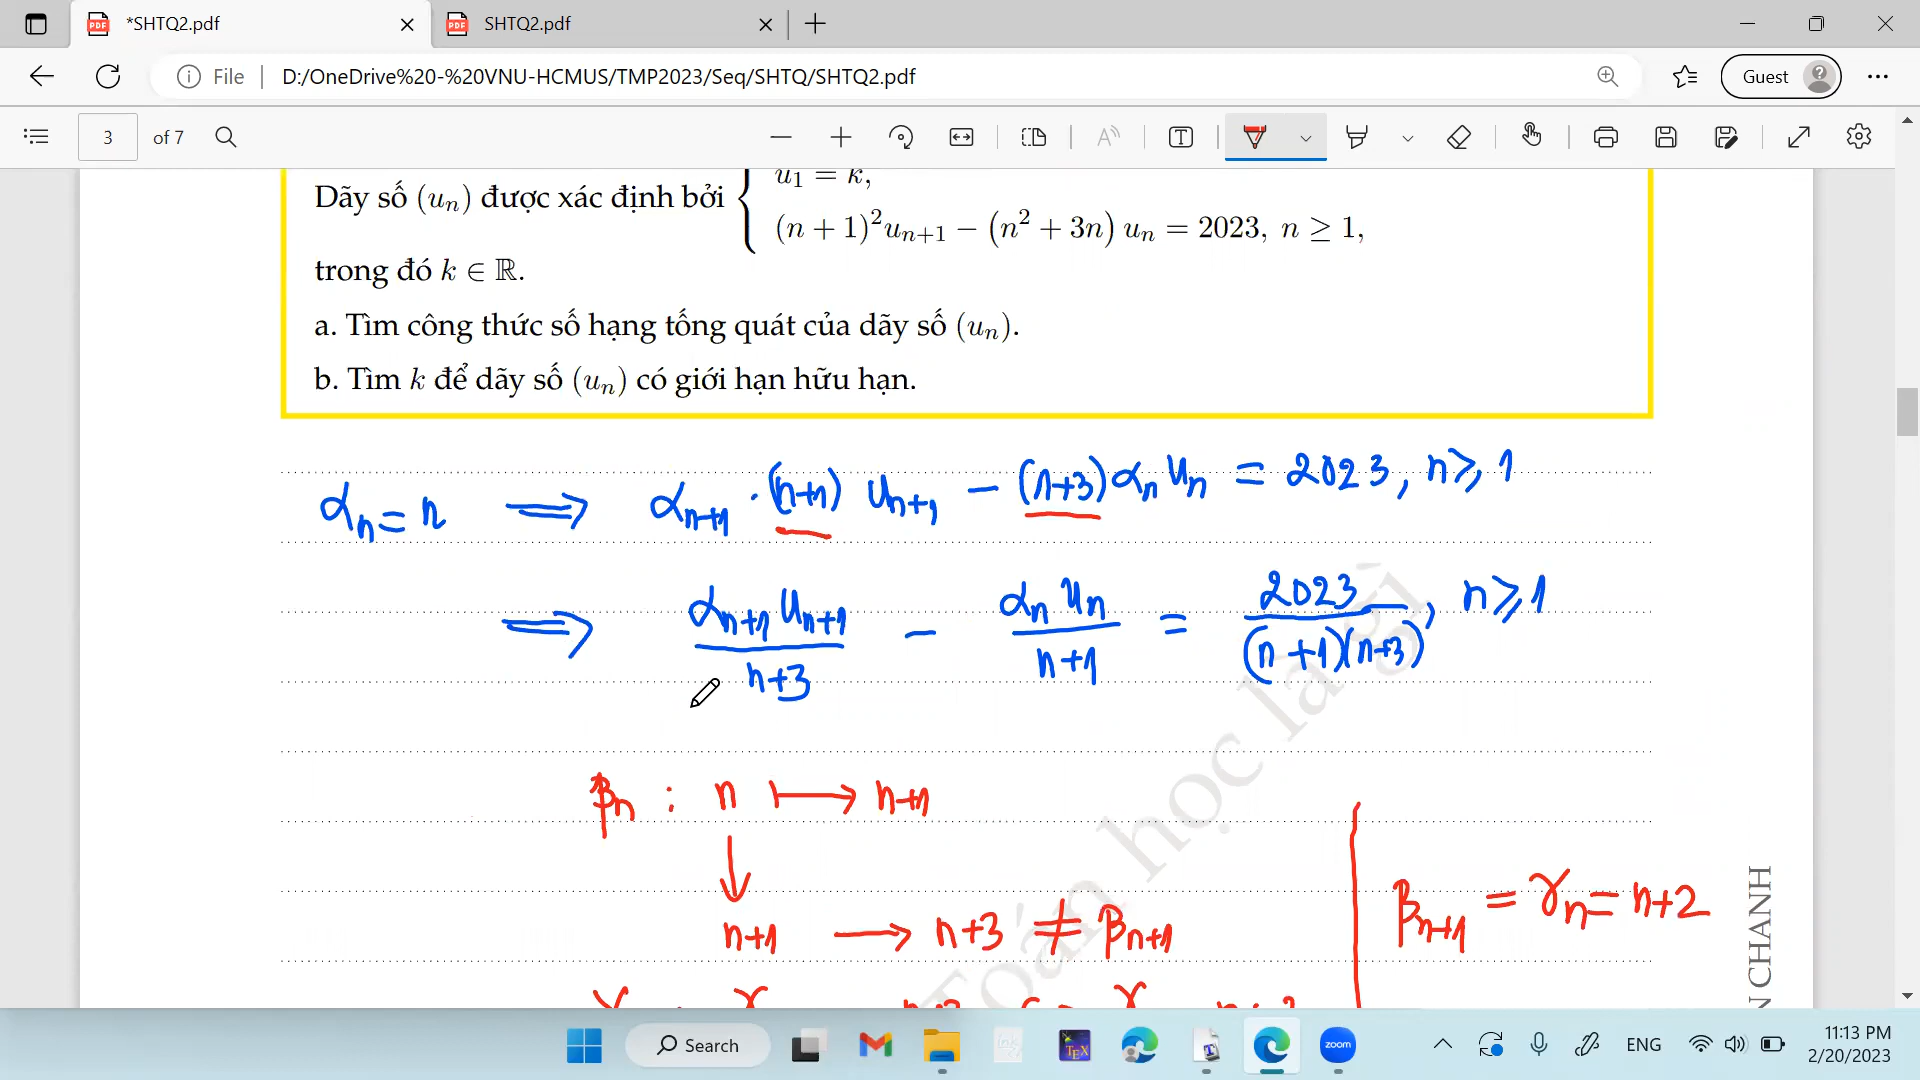 *SHTQ2.pdf
SHTQ2.pdf
File D:/OneDrive%20-%20VNU-HCMUS/TMP2023/Seq/SHTQ/SHTQ2.pdf
Guest
3 of 7
u₁ = k,
Dãy số (uₙ) được xác định bởi
(n + 1)²uₙ₊₁ − (n² + 3n) uₙ = 2023, n ≥ 1,
trong đó k ∈ ℝ.
a. Tìm công thức số hạng tổng quát của dãy số (uₙ).
b. Tìm k để dãy số (uₙ) có giới hạn hữu hạn.
αₙ = n ⟹ αₙ₊₁ · (n+1) uₙ₊₁ − (n+3) αₙ uₙ = 2023, n ≥ 1
⟹ αₙ₊₁ uₙ₊₁ / n+3 − αₙ uₙ / n+1 = 2023 / (n+1)(n+3), n ≥ 1
βₙ : n ⟼ n+1
↓
n+1 → n+3 ≠ βₙ₊₁
βₙ₊₁ = γₙ = n+2
Toán học là gì
N CHANH
Search
zoom
ENG
11:13 PM
2/20/2023